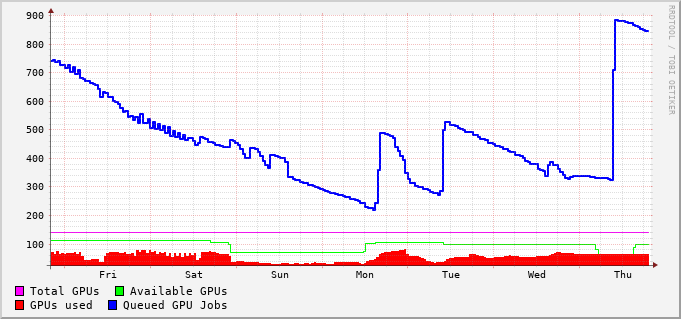 900
800
700
600
500
400
300
200
100
Fri Sat Sun Mon Tue Wed Thu
Total GPUs Available GPUs
GPUs used Queued GPU Jobs
RRDTOOL / TOBI OETIKER